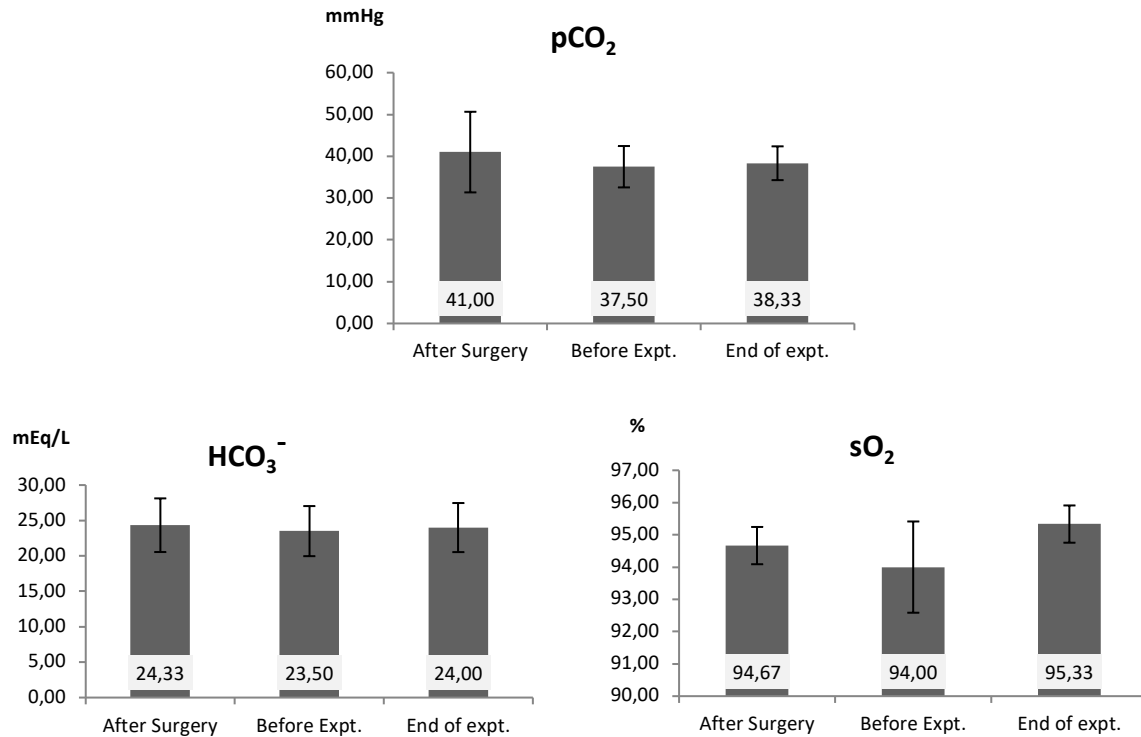 mmHg
pCO₂
60,00
50,00
40,00
30,00
20,00
10,00
0,00
41,00 37,50 38,33
After Surgery Before Expt. End of expt.
mEq/L
HCO₃⁻
30,00
25,00
20,00
15,00
10,00
5,00
0,00
24,33 23,50 24,00
After Surgery Before Expt. End of expt.
%
sO₂
97,00
96,00
95,00
94,00
93,00
92,00
91,00
90,00
94,67 94,00 95,33
After Surgery Before Expt. End of expt.